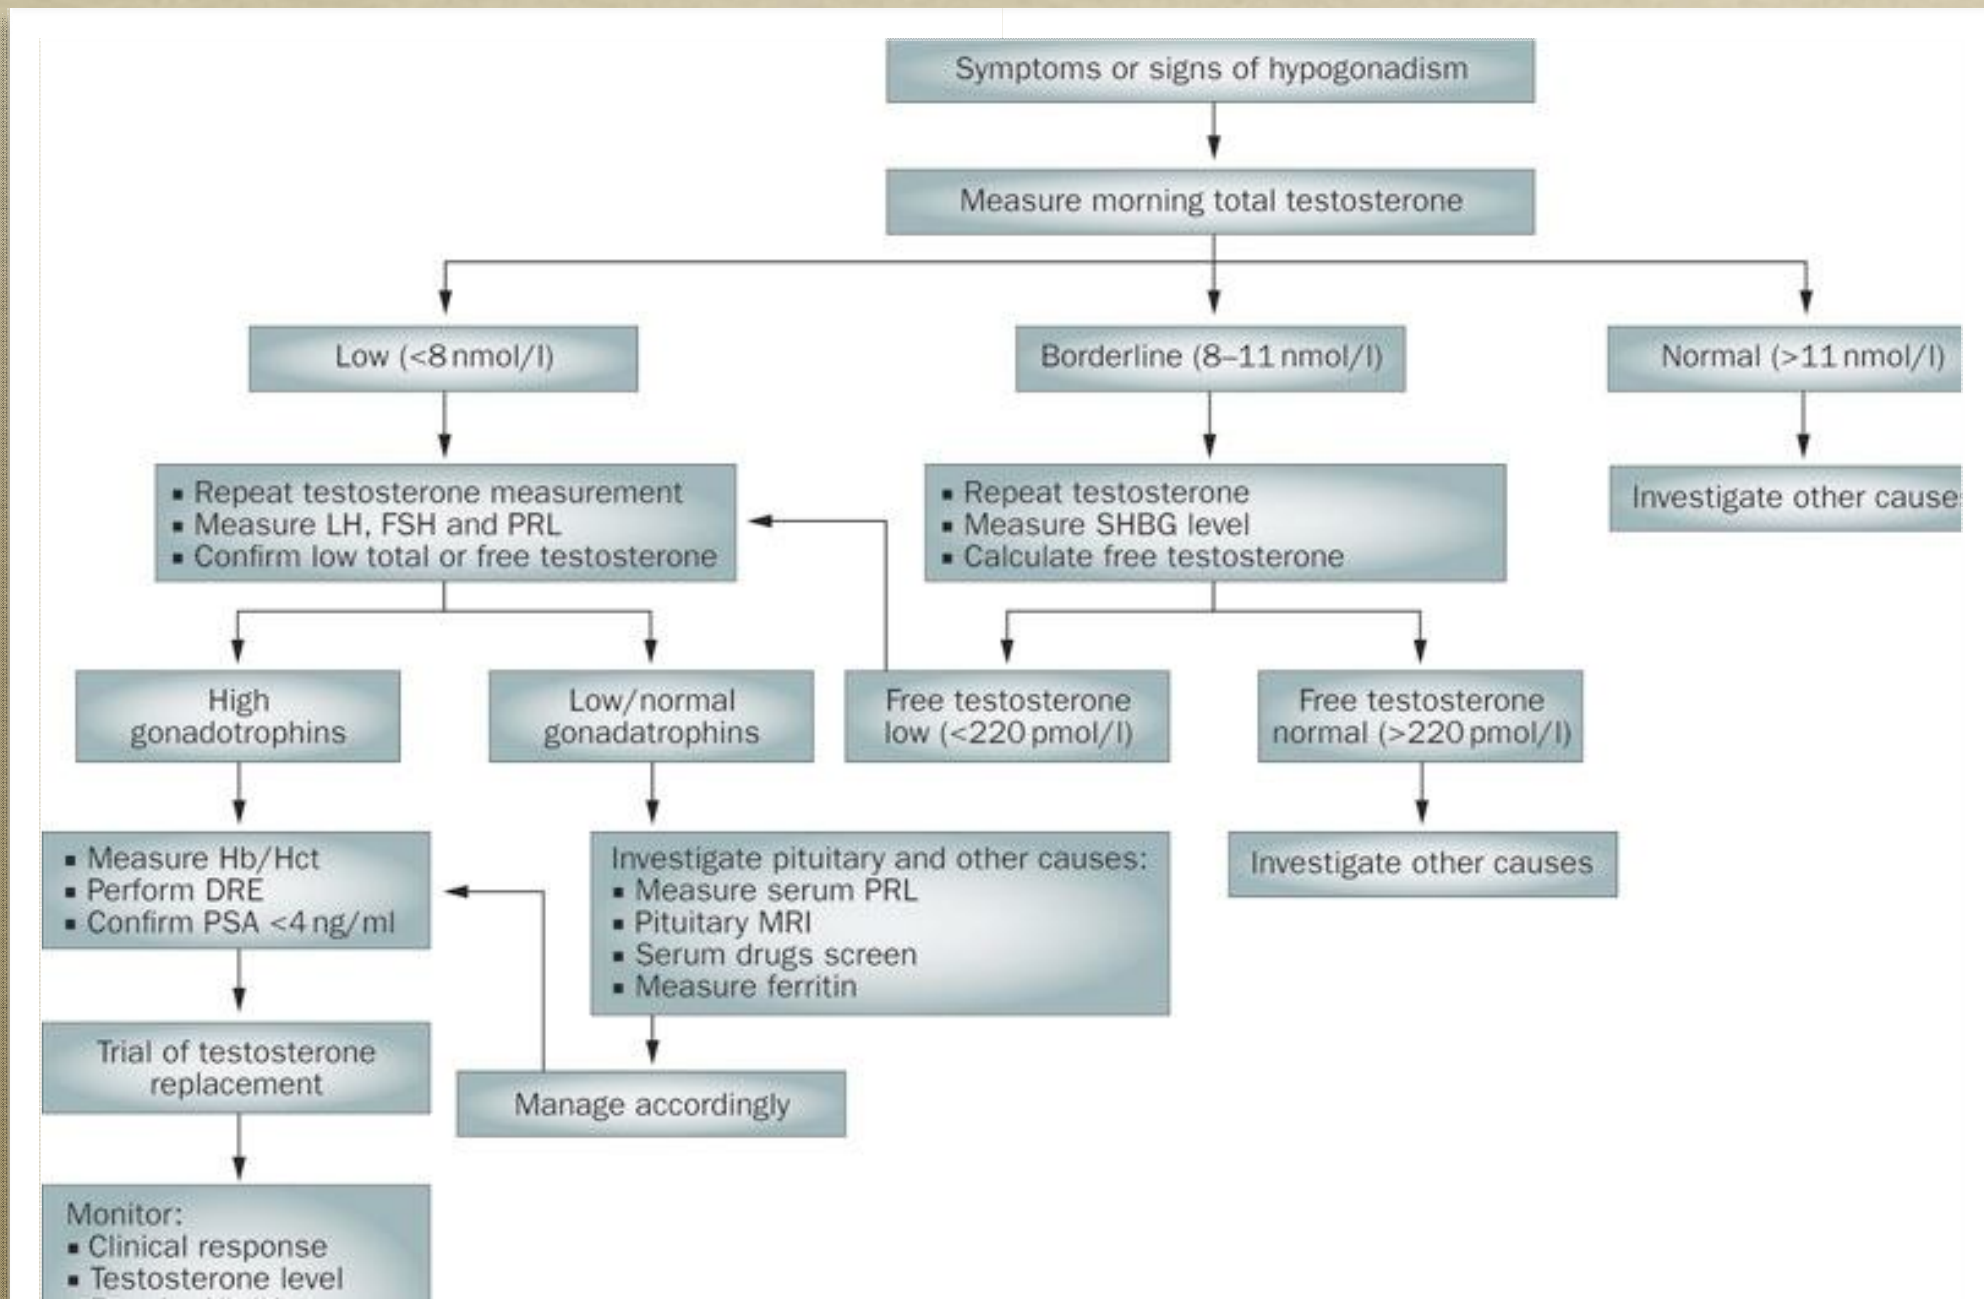 Symptoms or signs of hypogonadism
Measure morning total testosterone
Low (<8 nmol/l)
Borderline (8–11 nmol/l)
Normal (>11 nmol/l)
▪ Repeat testosterone measurement
▪ Measure LH, FSH and PRL
▪ Confirm low total or free testosterone
▪ Repeat testosterone
▪ Measure SHBG level
▪ Calculate free testosterone
Investigate other cause
High
gonadotrophins
Low/normal
gonadatrophins
Free testosterone
low (<220 pmol/l)
Free testosterone
normal (>220 pmol/l)
▪ Measure Hb/Hct
▪ Perform DRE
▪ Confirm PSA <4 ng/ml
Investigate pituitary and other causes:
▪ Measure serum PRL
▪ Pituitary MRI
▪ Serum drugs screen
▪ Measure ferritin
Investigate other causes
Trial of testosterone
replacement
Manage accordingly
Monitor:
▪ Clinical response
▪ Testosterone level